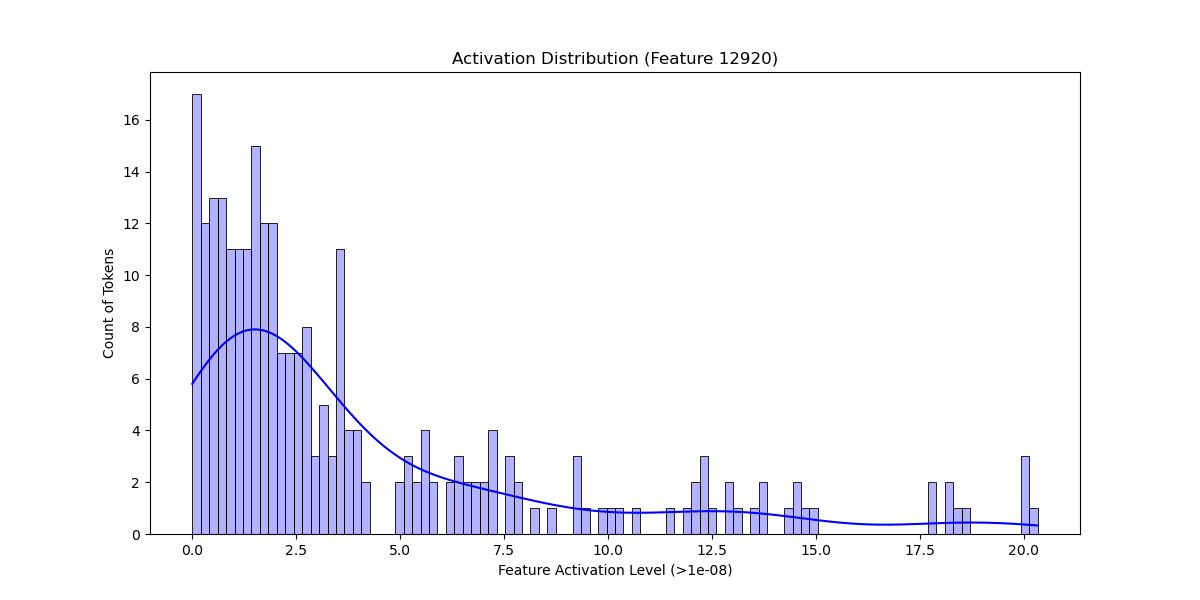 Activation Distribution (Feature 12920)
Count of Tokens
16
14
12
10
8
6
4
2
0
0.0 2.5 5.0 7.5 10.0 12.5 15.0 17.5 20.0
Feature Activation Level (>1e-08)